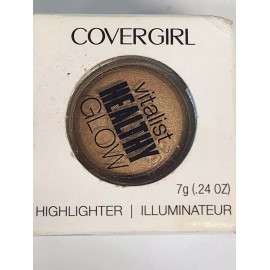 COVERGIRL
vitalist
HEALTHY
GLOW
7g (.24 OZ)
HIGHLIGHTER | ILLUMINATEUR